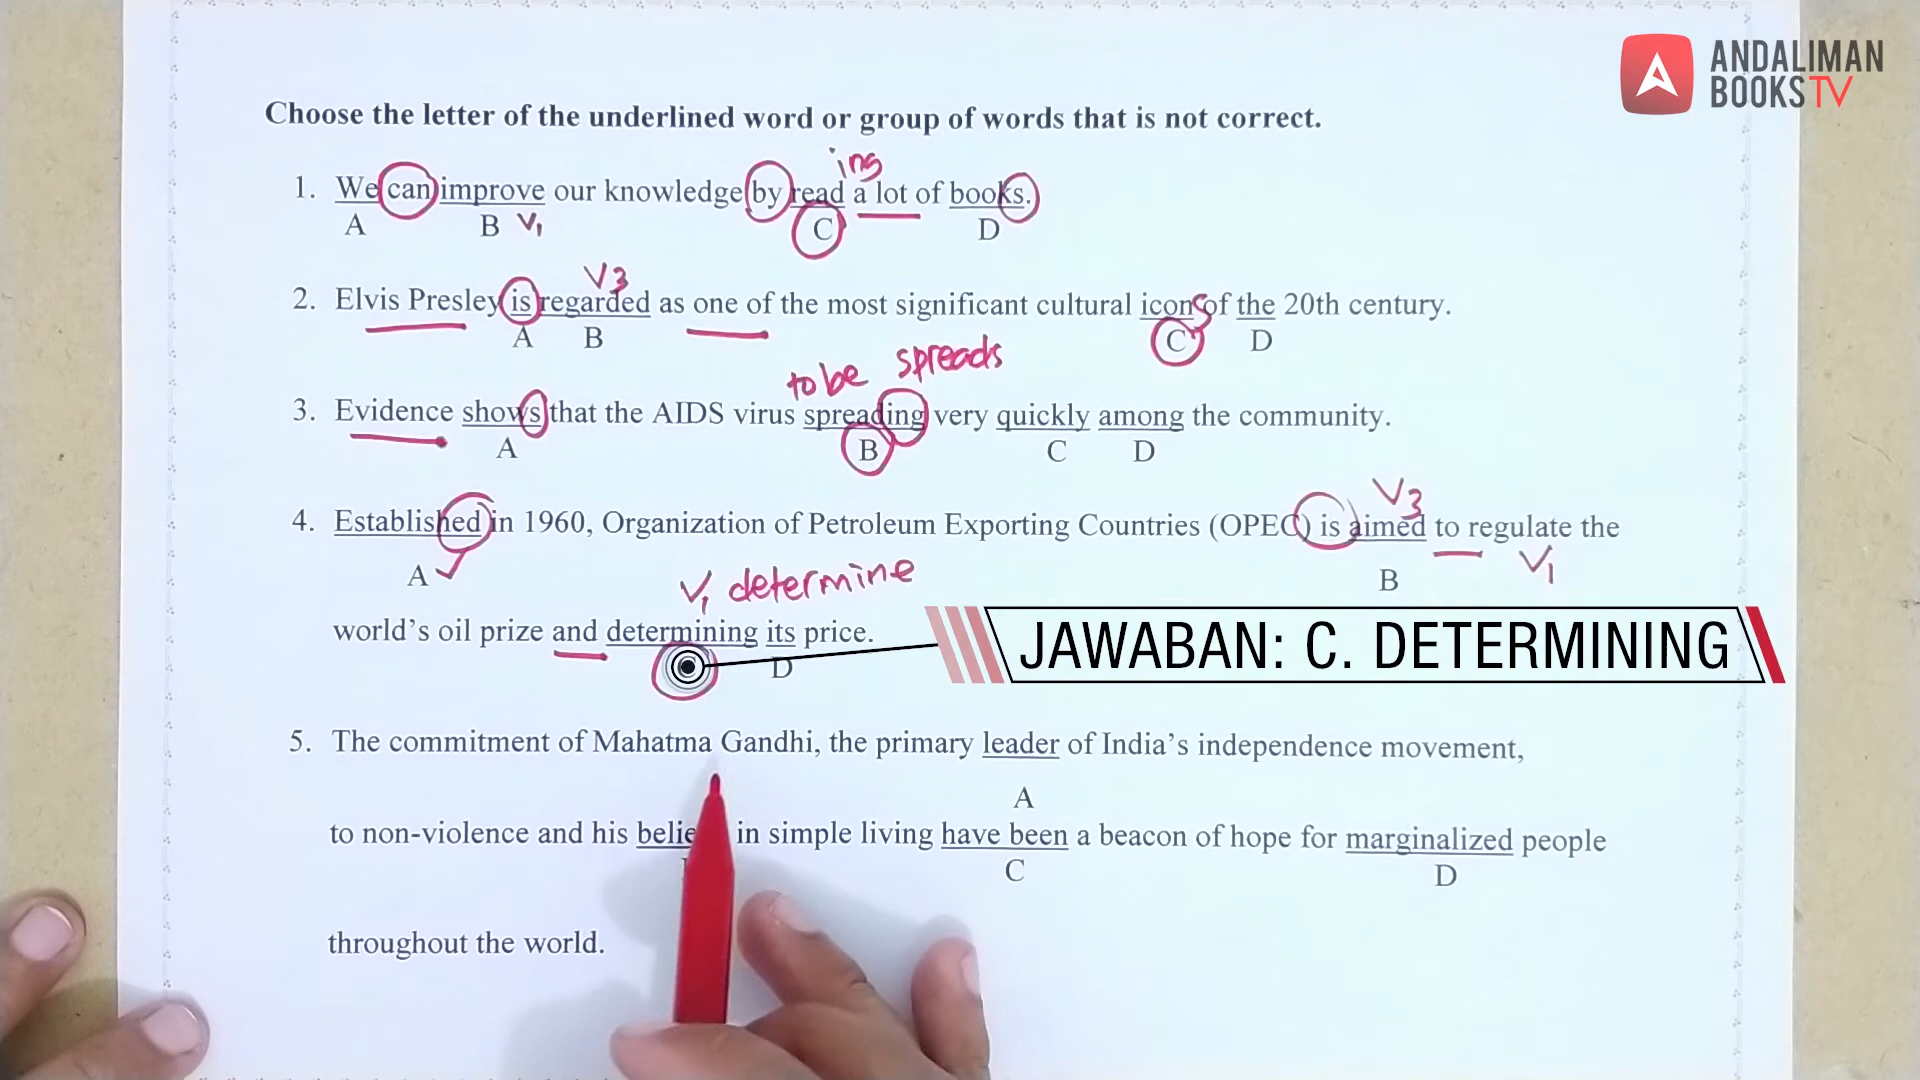 ANDALIMAN
BOOKSTV
Choose the letter of the underlined word or group of words that is not correct.
ing
1. We can improve our knowledge by read a lot of books.
A B V1 C D
V3
2. Elvis Presley is regarded as one of the most significant cultural icons of the 20th century.
A B C D
to be spreads
3. Evidence shows that the AIDS virus spreading very quickly among the community.
A B C D
V3
4. Established in 1960, Organization of Petroleum Exporting Countries (OPEC) is aimed to regulate the
A B V1
V1 determine
world's oil prize and determining its price.
D
JAWABAN: C. DETERMINING
5. The commitment of Mahatma Gandhi, the primary leader of India's independence movement,
A
to non-violence and his in simple living have been a beacon of hope for marginalized people
C D
throughout the world.